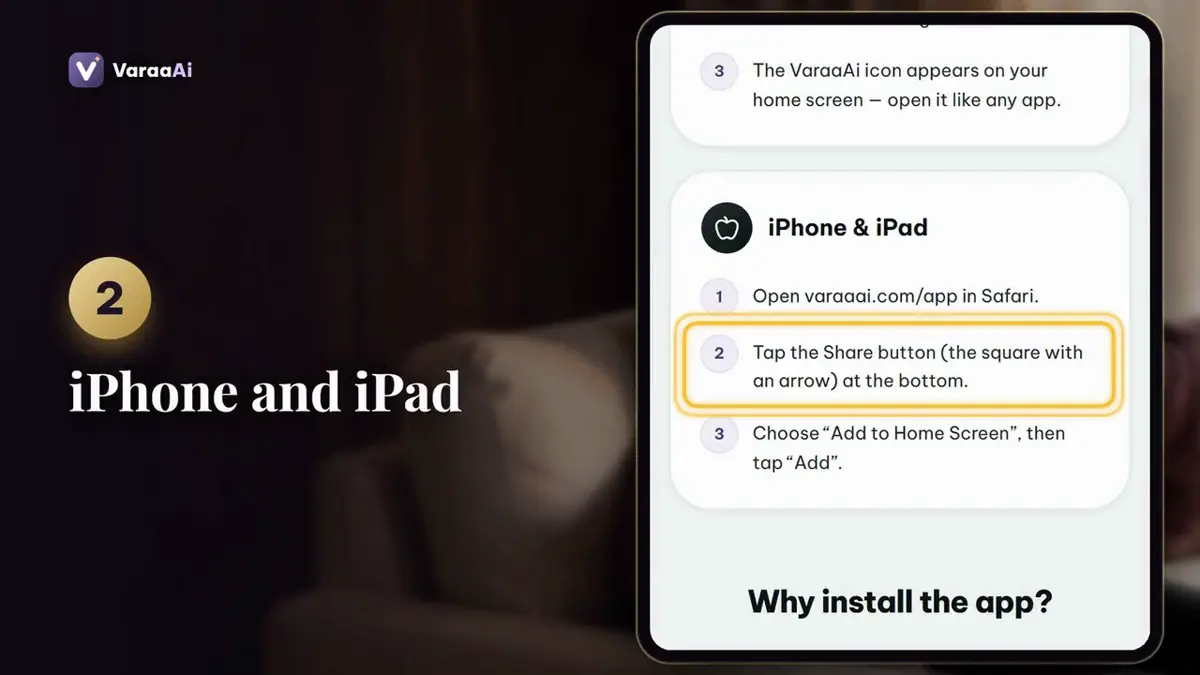 VaraaAi
2
iPhone and iPad
3
The VaraaAi icon appears on your
home screen — open it like any app.
iPhone & iPad
1
Open varaaai.com/app in Safari.
2
Tap the Share button (the square with
an arrow) at the bottom.
3
Choose “Add to Home Screen”, then
tap “Add”.
Why install the app?